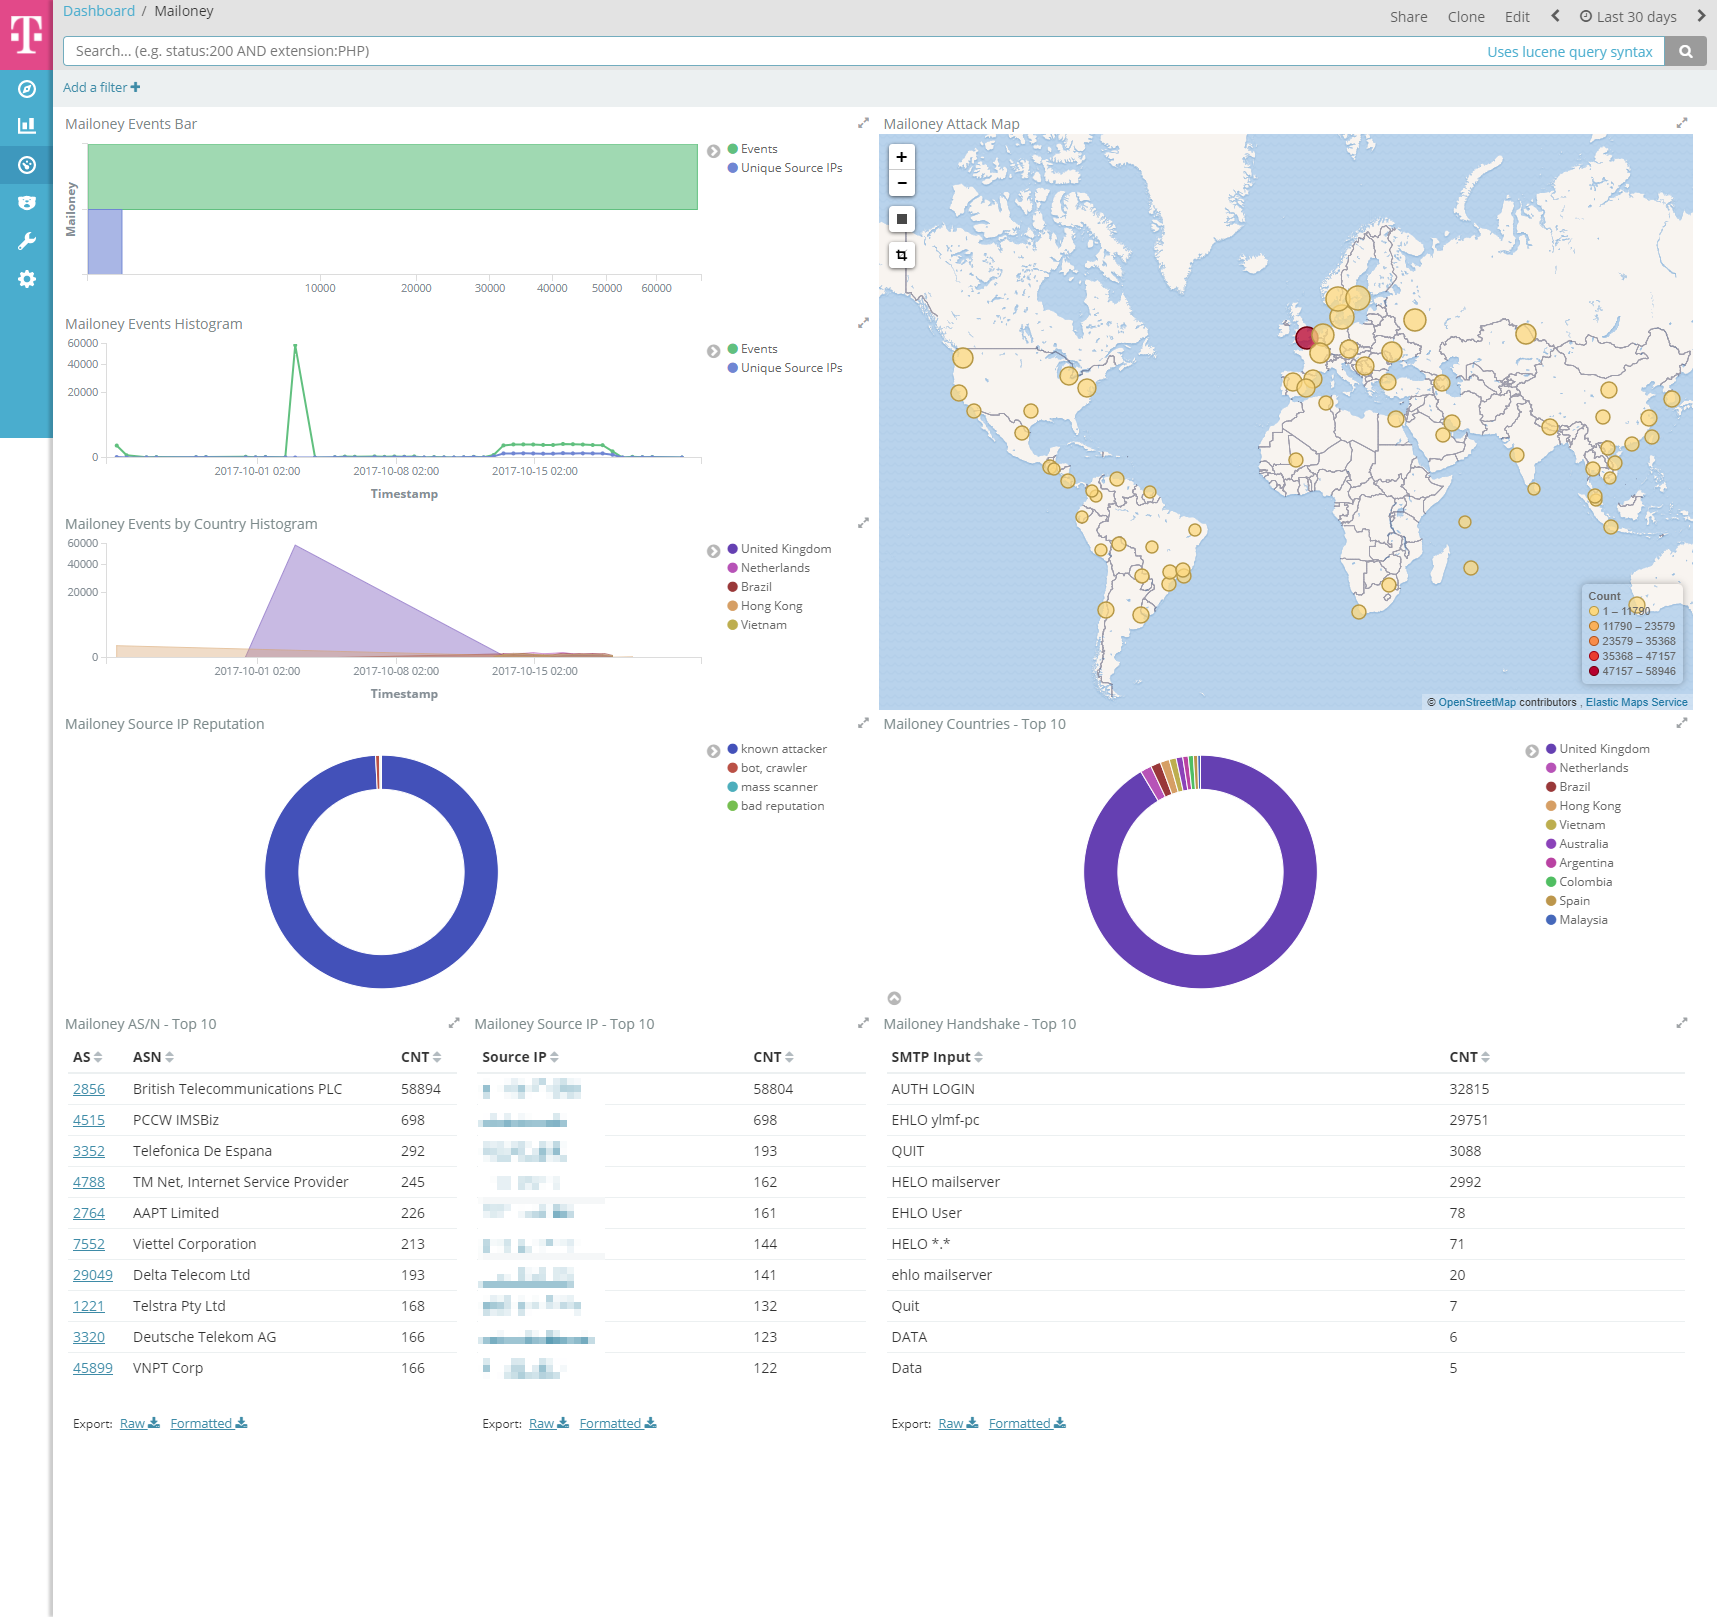 T
Dashboard / Mailoney
Share Clone Edit Last 30 days
Search... (e.g. status:200 AND extension:PHP)
Uses lucene query syntax
Add a filter
Mailoney Events Bar
Mailoney
Events
Unique Source IPs
10000 20000 30000 40000 50000 60000
Mailoney Attack Map
+
−
Count
1 – 11790
11790 – 23579
23579 – 35368
35368 – 47157
47157 – 58946
© OpenStreetMap contributors , Elastic Maps Service
Mailoney Events Histogram
60000
40000
20000
0
Events
Unique Source IPs
2017-10-01 02:00 2017-10-08 02:00 2017-10-15 02:00
Timestamp
Mailoney Events by Country Histogram
60000
40000
20000
0
United Kingdom
Netherlands
Brazil
Hong Kong
Vietnam
2017-10-01 02:00 2017-10-08 02:00 2017-10-15 02:00
Timestamp
Mailoney Source IP Reputation
known attacker
bot, crawler
mass scanner
bad reputation
Mailoney Countries - Top 10
United Kingdom
Netherlands
Brazil
Hong Kong
Vietnam
Australia
Argentina
Colombia
Spain
Malaysia
Mailoney AS/N - Top 10
AS ASN CNT
2856 British Telecommunications PLC 58894
4515 PCCW IMSBiz 698
3352 Telefonica De Espana 292
4788 TM Net, Internet Service Provider 245
2764 AAPT Limited 226
7552 Viettel Corporation 213
29049 Delta Telecom Ltd 193
1221 Telstra Pty Ltd 168
3320 Deutsche Telekom AG 166
45899 VNPT Corp 166
Export: Raw Formatted
Mailoney Source IP - Top 10
Source IP CNT
58804
698
193
162
161
144
141
132
123
122
Export: Raw Formatted
Mailoney Handshake - Top 10
SMTP Input CNT
AUTH LOGIN 32815
EHLO ylmf-pc 29751
QUIT 3088
HELO mailserver 2992
EHLO User 78
HELO *.* 71
ehlo mailserver 20
Quit 7
DATA 6
Data 5
Export: Raw Formatted